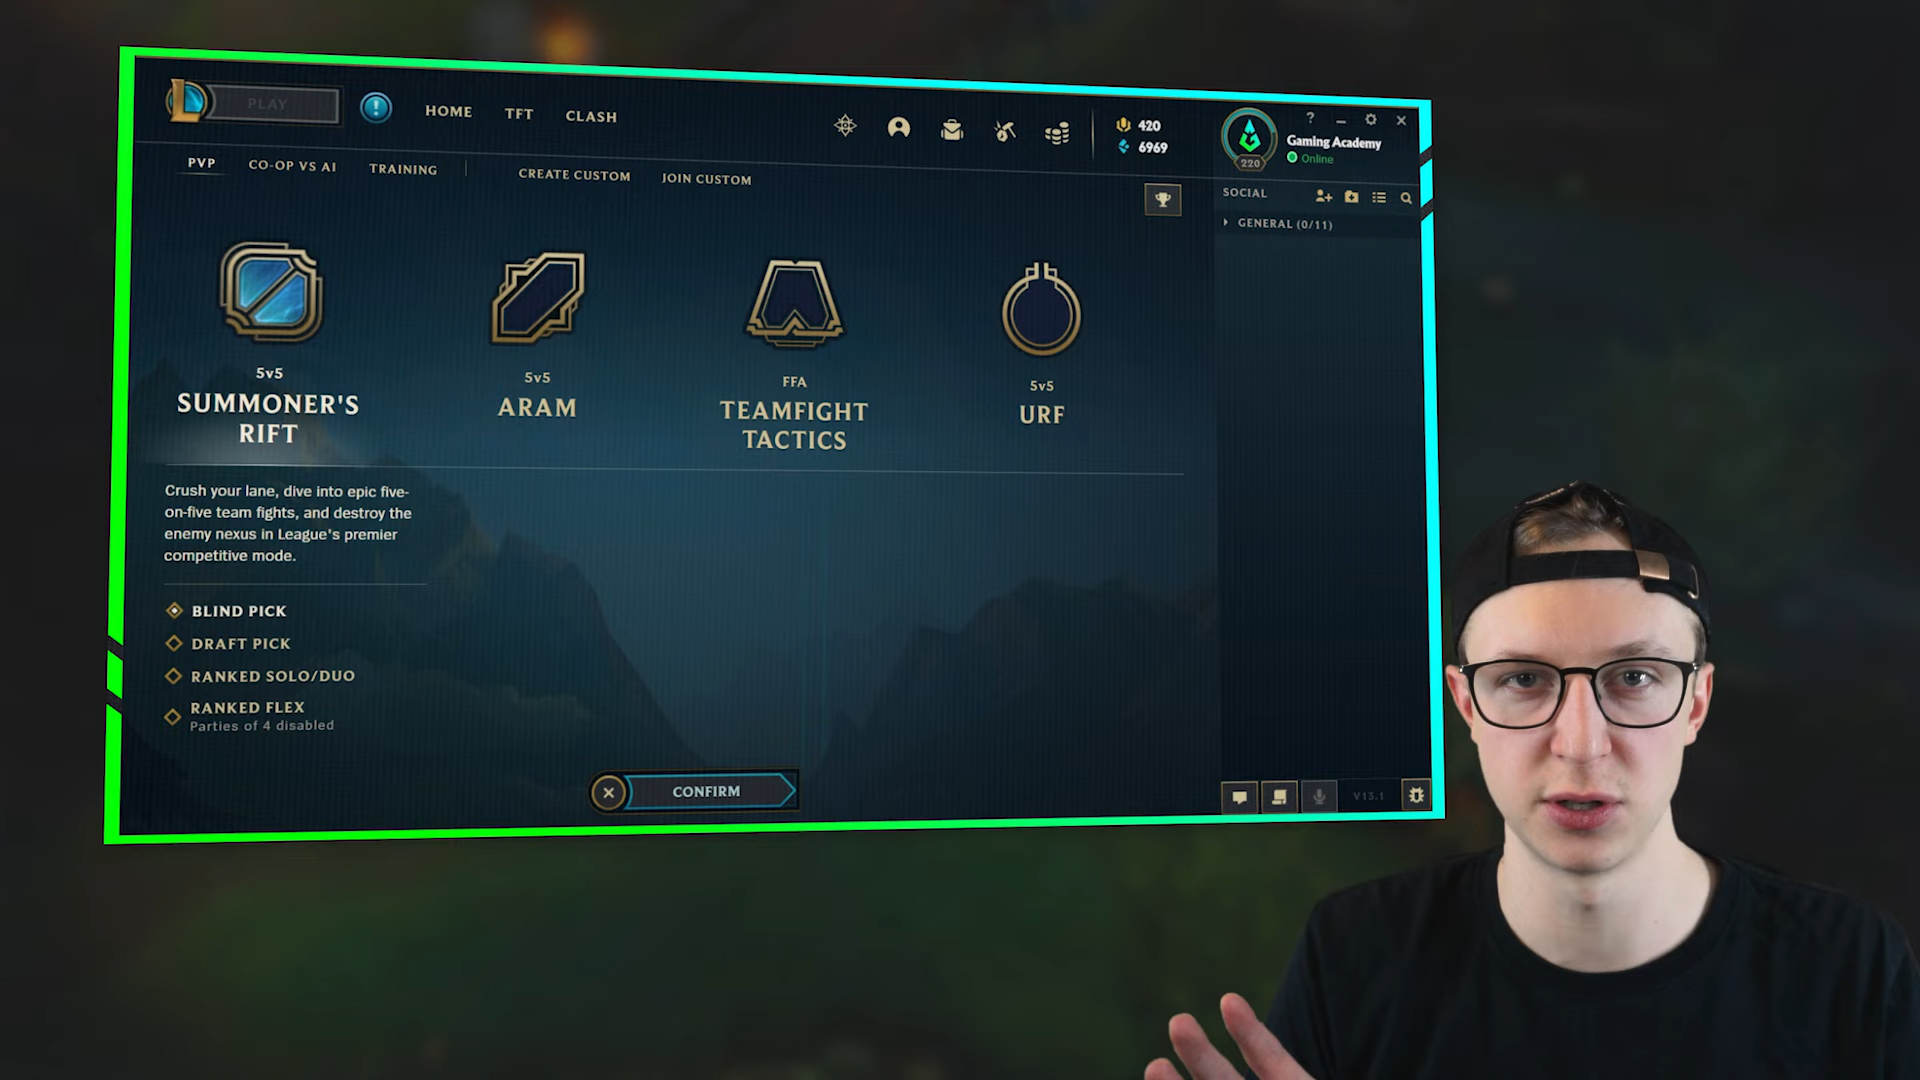 PLAY
HOME
TFT
CLASH
420
6969
220
Gaming Academy
Online
?
PVP
CO-OP VS AI
TRAINING
CREATE CUSTOM
JOIN CUSTOM
SOCIAL
GENERAL (0/11)
5v5
SUMMONER'S
RIFT
5v5
ARAM
FFA
TEAMFIGHT
TACTICS
5v5
URF
Crush your lane, dive into epic five-
on-five team fights, and destroy the
enemy nexus in League's premier
competitive mode.
BLIND PICK
DRAFT PICK
RANKED SOLO/DUO
RANKED FLEX
Parties of 4 disabled
CONFIRM
V13.1